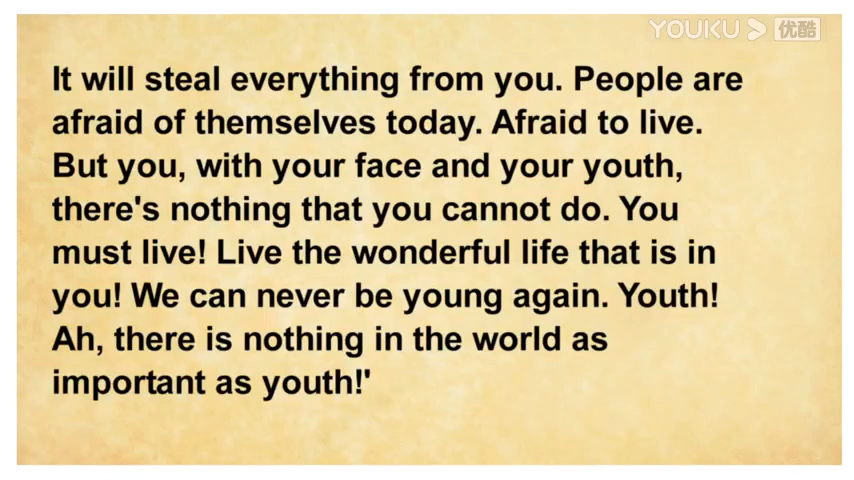 YOUKU 优酷
It will steal everything from you. People are
afraid of themselves today. Afraid to live.
But you, with your face and your youth,
there's nothing that you cannot do. You
must live! Live the wonderful life that is in
you! We can never be young again. Youth!
Ah, there is nothing in the world as
important as youth!'